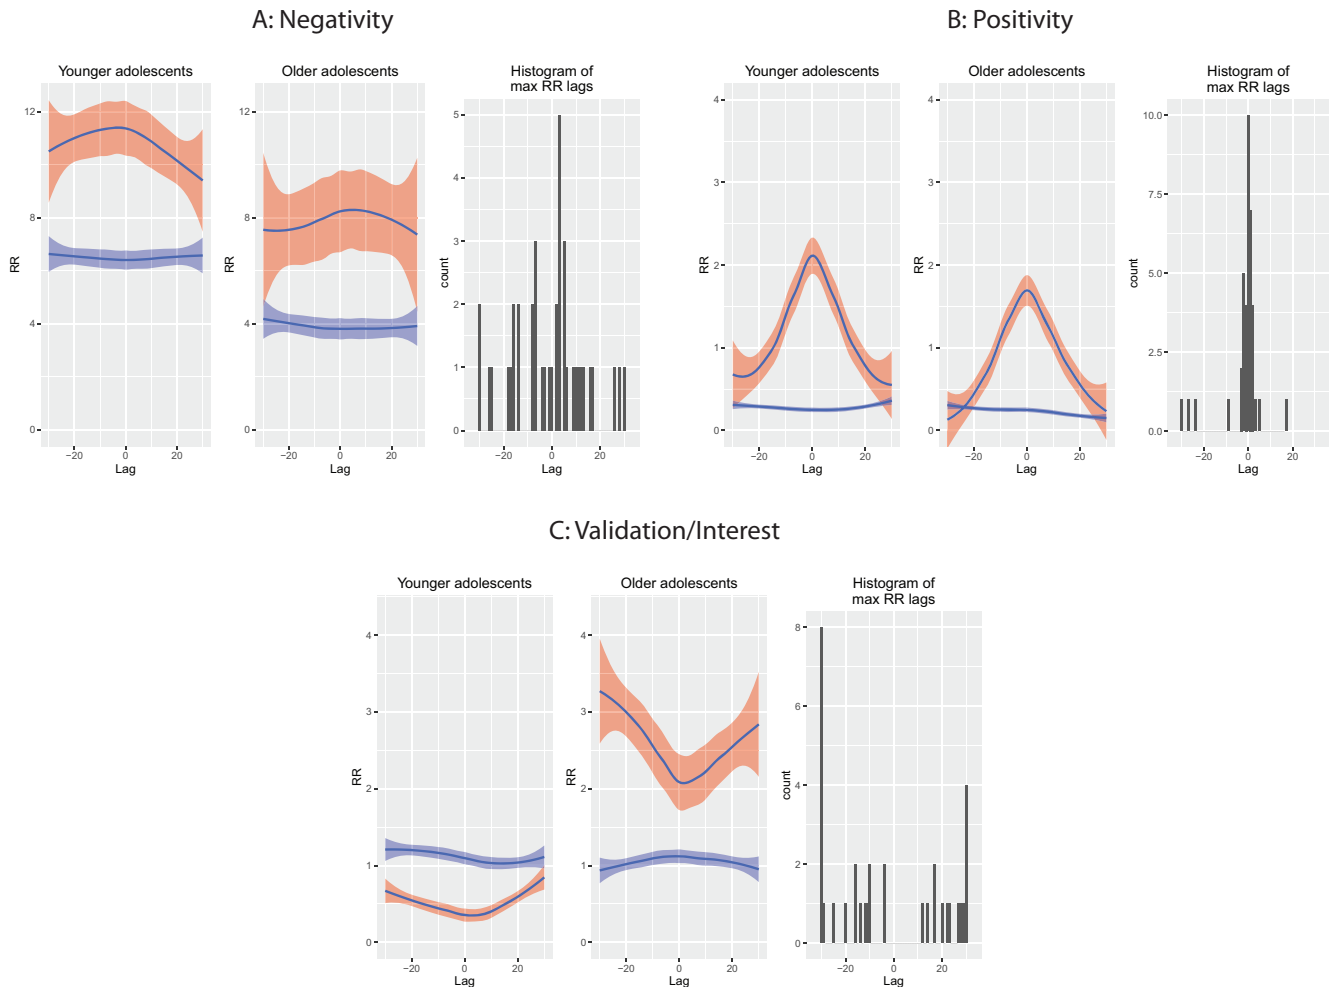 A: Negativity
Younger adolescents
12
8
4
0
RR
−20
0
20
Lag
Older adolescents
12
8
4
0
RR
−20
0
20
Lag
Histogram of
max RR lags
5
4
3
2
1
0
count
−20
0
20
Lag
B: Positivity
Younger adolescents
4
3
2
1
0
RR
−20
0
20
Lag
Older adolescents
4
3
2
1
0
RR
−20
0
20
Lag
Histogram of
max RR lags
10.0
7.5
5.0
2.5
0.0
count
−20
0
20
Lag
C: Validation/Interest
Younger adolescents
4
3
2
1
0
RR
−20
0
20
Lag
Older adolescents
4
3
2
1
0
RR
−20
0
20
Lag
Histogram of
max RR lags
8
6
4
2
0
count
−20
0
20
Lag